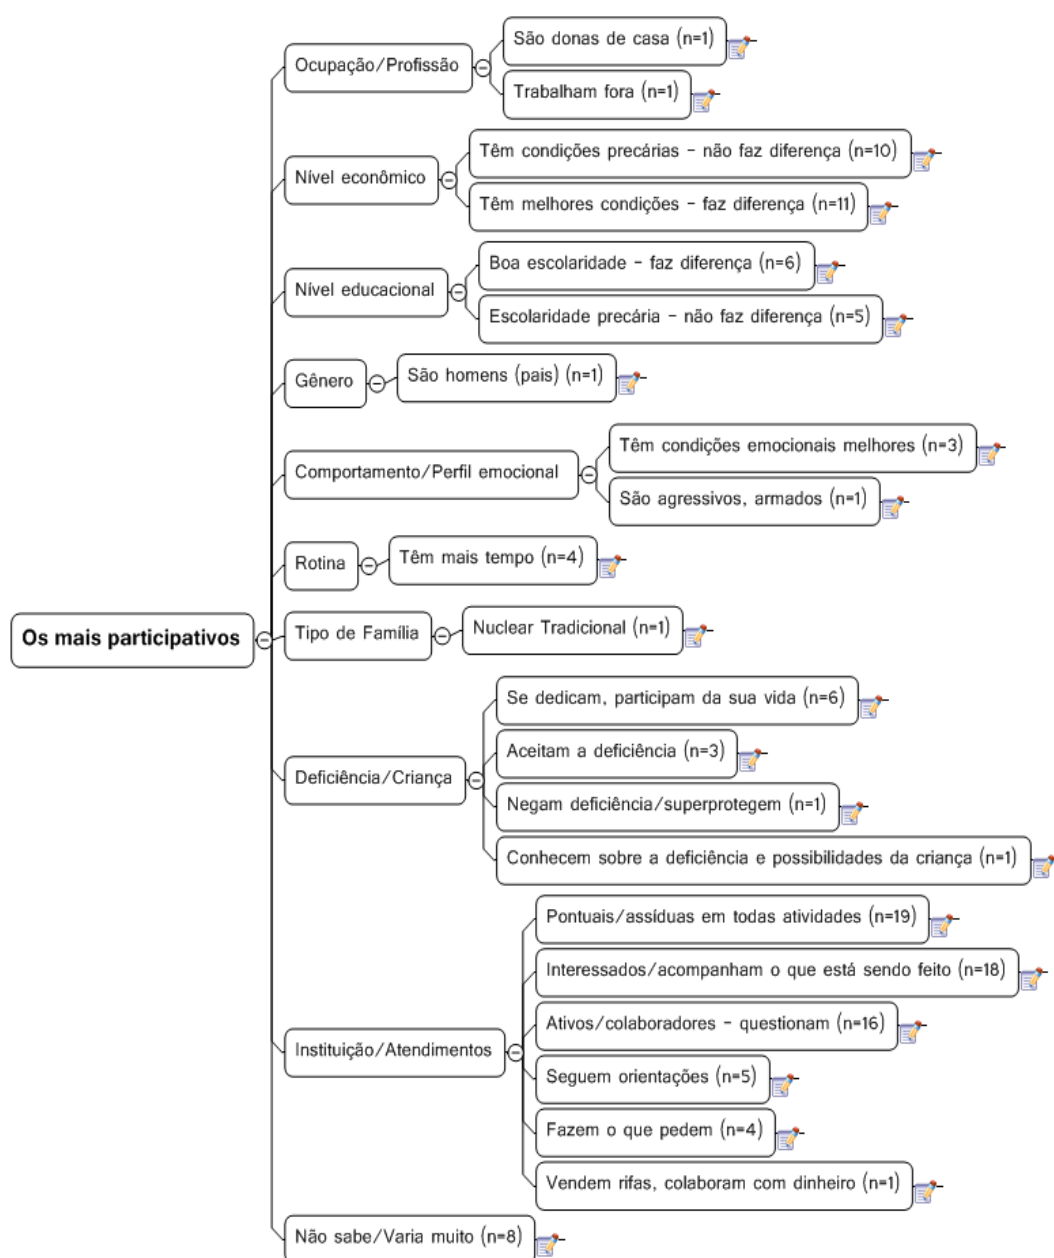 São donas de casa (n=1)
Ocupação/Profissão
Trabalham fora (n=1)
Têm condições precárias - não faz diferença (n=10)
Nível econômico
Têm melhores condições - faz diferença (n=11)
Boa escolaridade - faz diferença (n=6)
Nível educacional
Escolaridade precária - não faz diferença (n=5)
Gênero
São homens (pais) (n=1)
Têm condições emocionais melhores (n=3)
Comportamento/Perfil emocional
São agressivos, armados (n=1)
Rotina
Têm mais tempo (n=4)
Os mais participativos
Tipo de Família
Nuclear Tradicional (n=1)
Se dedicam, participam da sua vida (n=6)
Aceitam a deficiência (n=3)
Deficiência/Criança
Negam deficiência/superprotegem (n=1)
Conhecem sobre a deficiência e possibilidades da criança (n=1)
Pontuais/assíduas em todas atividades (n=19)
Interessados/acompanham o que está sendo feito (n=18)
Ativos/colaboradores - questionam (n=16)
Instituição/Atendimentos
Seguem orientações (n=5)
Fazem o que pedem (n=4)
Vendem rifas, colaboram com dinheiro (n=1)
Não sabe/Varia muito (n=8)